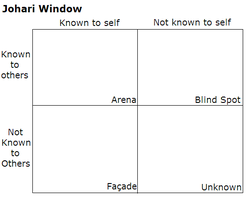 Johari Window
Known to self Not known to self
Known
to
others
Arena Blind Spot
Not
Known
to
Others
Façade Unknown